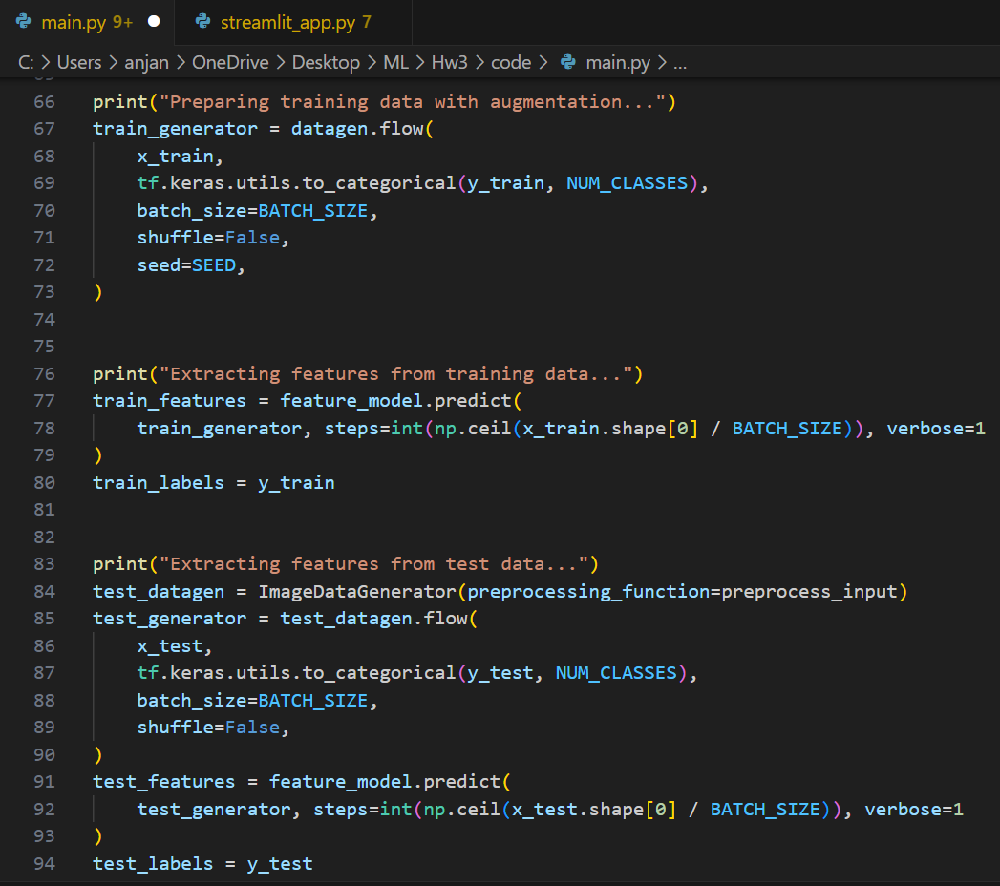 main.py 9+ streamlit_app.py 7
C: > Users > anjan > OneDrive > Desktop > ML > Hw3 > code > main.py > ...
66 print("Preparing training data with augmentation...")
67 train_generator = datagen.flow(
68     x_train,
69     tf.keras.utils.to_categorical(y_train, NUM_CLASSES),
70     batch_size=BATCH_SIZE,
71     shuffle=False,
72     seed=SEED,
73 )
74
75
76 print("Extracting features from training data...")
77 train_features = feature_model.predict(
78     train_generator, steps=int(np.ceil(x_train.shape[0] / BATCH_SIZE)), verbose=1
79 )
80 train_labels = y_train
81
82
83 print("Extracting features from test data...")
84 test_datagen = ImageDataGenerator(preprocessing_function=preprocess_input)
85 test_generator = test_datagen.flow(
86     x_test,
87     tf.keras.utils.to_categorical(y_test, NUM_CLASSES),
88     batch_size=BATCH_SIZE,
89     shuffle=False,
90 )
91 test_features = feature_model.predict(
92     test_generator, steps=int(np.ceil(x_test.shape[0] / BATCH_SIZE)), verbose=1
93 )
94 test_labels = y_test